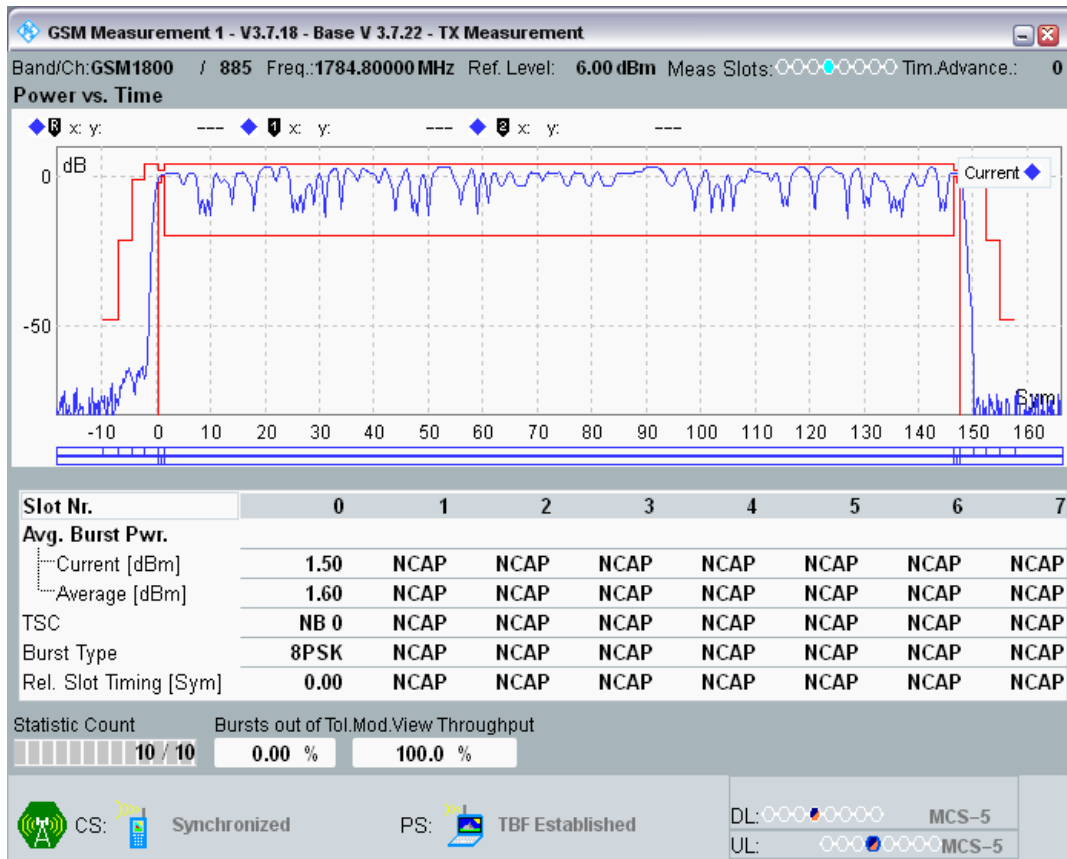 GSM Measurement 1 - V3.7.18 - Base V 3.7.22 - TX Measurement
Band/Ch:GSM1800 / 885 Freq.:1784.80000 MHz Ref. Level: 6.00 dBm Meas Slots: Tim.Advance.: 0
Power vs. Time
R x: y: --- 1 x: y: --- 2 x: y: ---
dB
Current
0
-50
Sym
-10 0 10 20 30 40 50 60 70 80 90 100 110 120 130 140 150 160
Slot Nr. 0 1 2 3 4 5 6 7
Avg. Burst Pwr.
Current [dBm] 1.50 NCAP NCAP NCAP NCAP NCAP NCAP NCAP
Average [dBm] 1.60 NCAP NCAP NCAP NCAP NCAP NCAP NCAP
TSC NB 0 NCAP NCAP NCAP NCAP NCAP NCAP NCAP
Burst Type 8PSK NCAP NCAP NCAP NCAP NCAP NCAP NCAP
Rel. Slot Timing [Sym] 0.00 NCAP NCAP NCAP NCAP NCAP NCAP NCAP
Statistic Count Bursts out of Tol.Mod.View Throughput
10 / 10 0.00 % 100.0 %
CS: Synchronized PS: TBF Established DL: MCS-5
UL: MCS-5